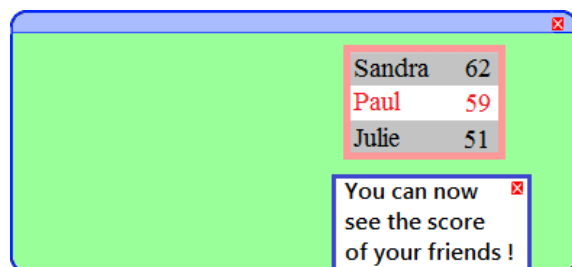 Sandra 62
Paul 59
Julie 51
You can now
see the score
of your friends !